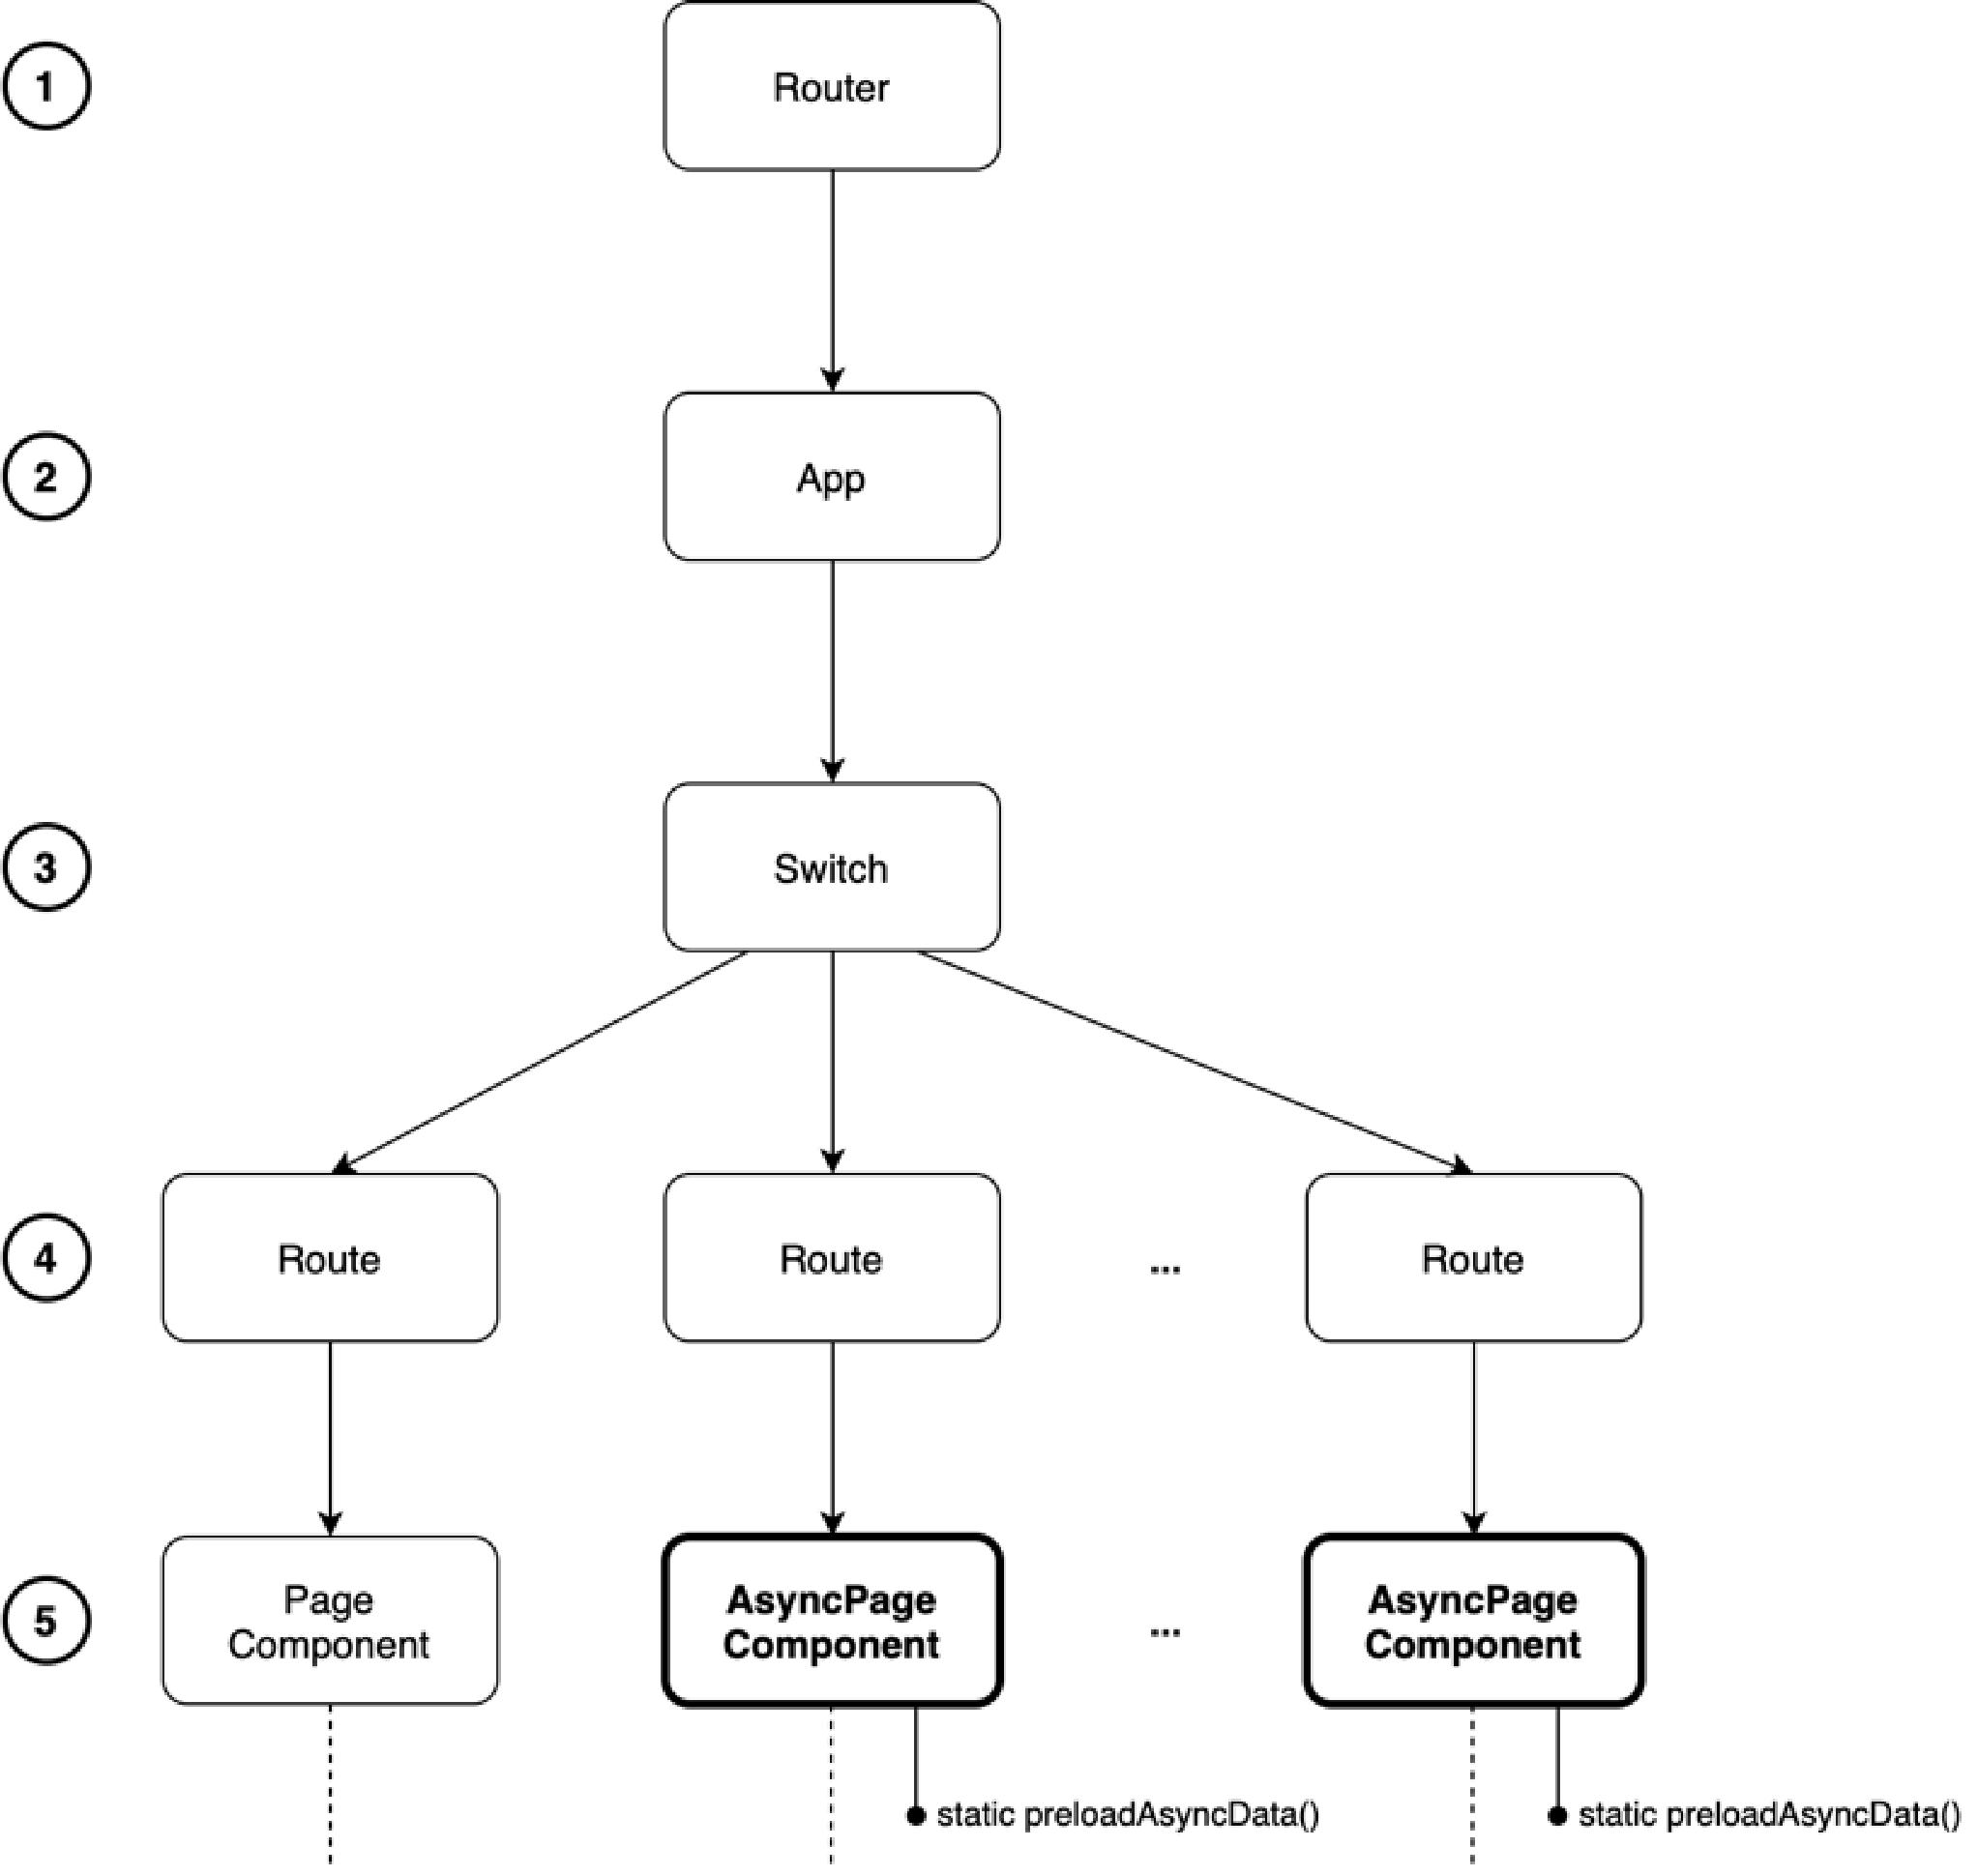 1
Router
2
App
3
Switch
4
Route
Route
...
Route
5
Page
Component
AsyncPage
Component
...
AsyncPage
Component
static preloadAsyncData()
static preloadAsyncData()